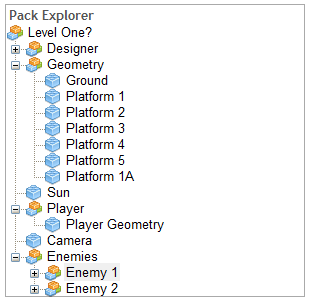 Pack Explorer
Level One?
Designer
Geometry
Ground
Platform 1
Platform 2
Platform 3
Platform 4
Platform 5
Platform 1A
Sun
Player
Player Geometry
Camera
Enemies
Enemy 1
Enemy 2